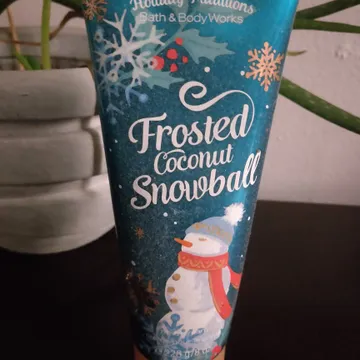 Holiday Traditions
Bath & Body Works
Frosted
Coconut
Snowball